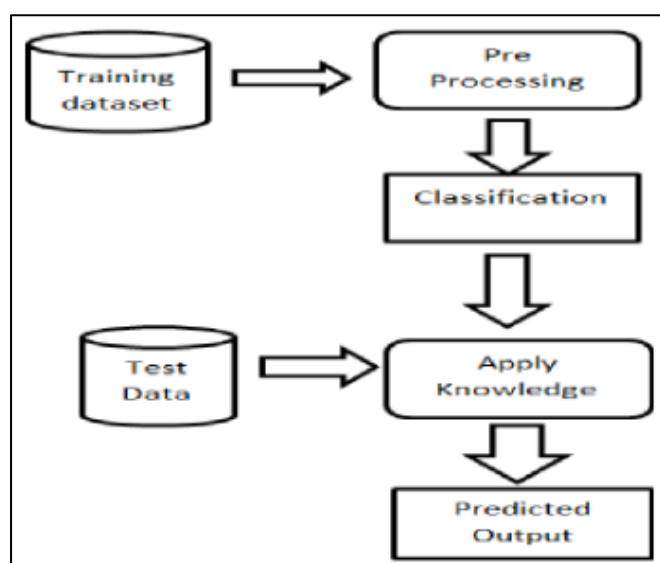 Training
dataset
Pre
Processing
Classification
Test
Data
Apply
Knowledge
Predicted
Output